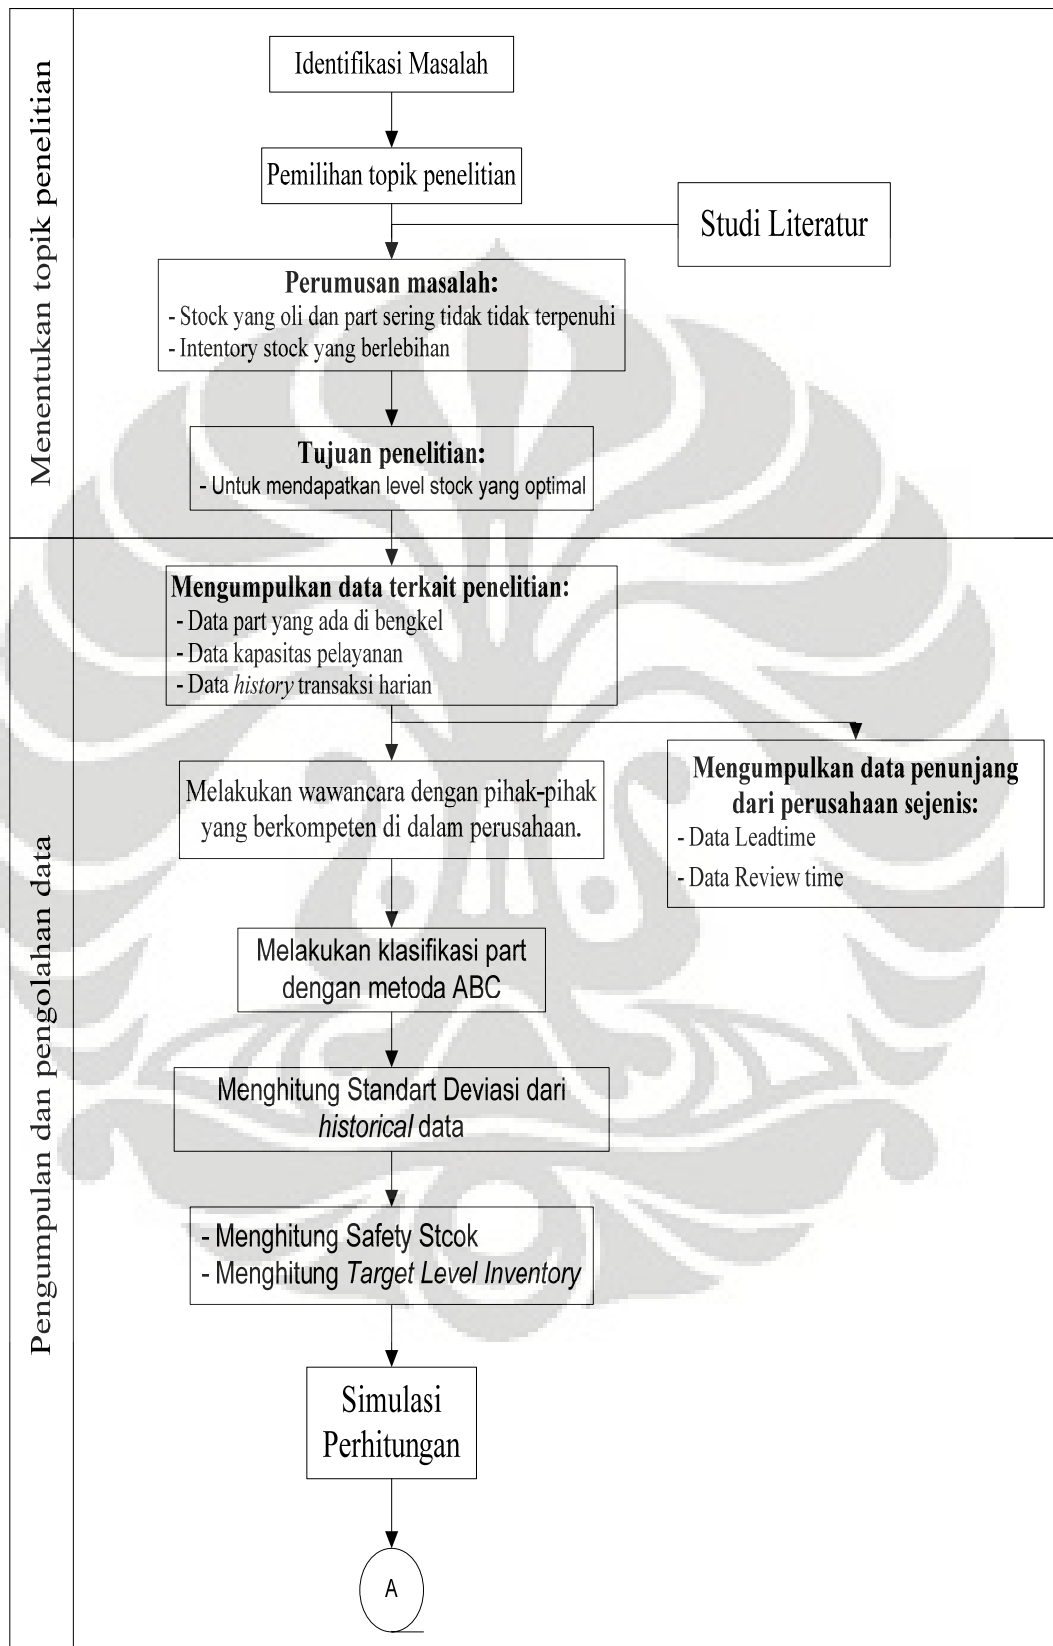 Menentukan topik penelitian
Identifikasi Masalah
Pemilihan topik penelitian
Studi Literatur
Perumusan masalah:
- Stock yang oli dan part sering tidak tidak terpenuhi
- Intentory stock yang berlebihan
Tujuan penelitian:
- Untuk mendapatkan level stock yang optimal
Pengumpulan dan pengolahan data
Mengumpulkan data terkait penelitian:
- Data part yang ada di bengkel
- Data kapasitas pelayanan
- Data history transaksi harian
Mengumpulkan data penunjang
dari perusahaan sejenis:
- Data Leadtime
- Data Review time
Melakukan wawancara dengan pihak-pihak
yang berkompeten di dalam perusahaan.
Melakukan klasifikasi part
dengan metoda ABC
Menghitung Standart Deviasi dari
historical data
- Menghitung Safety Stcok
- Menghitung Target Level Inventory
Simulasi
Perhitungan
A